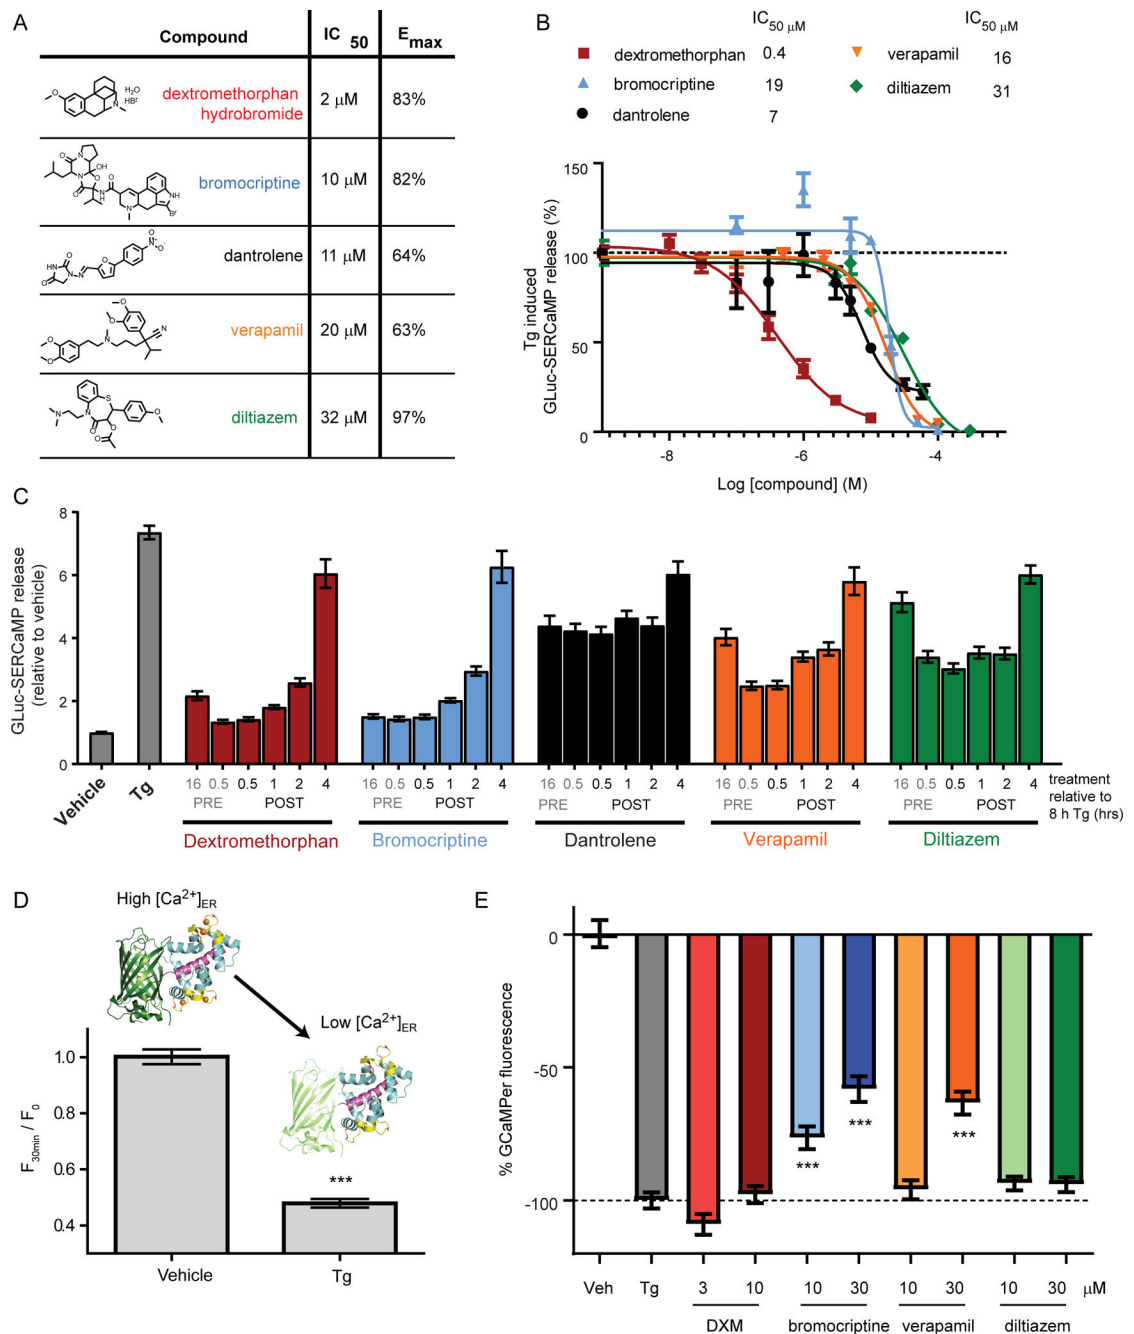 A
Compound
IC 50
Emax
H2O
HBr
dextromethorphan
hydrobromide
2 µM
83%
bromocriptine
10 µM
82%
dantrolene
11 µM
64%
verapamil
20 µM
63%
diltiazem
32 µM
97%
B
IC50 µM
IC50 µM
dextromethorphan 0.4
verapamil 16
bromocriptine 19
diltiazem 31
dantrolene 7
Tg induced
GLuc-SERCaMP release (%)
150
100
50
0
-8 -6 -4
Log [compound] (M)
C
GLuc-SERCaMP release
(relative to vehicle)
8
6
4
2
0
Vehicle Tg
16 0.5 0.5 1 2 4 16 0.5 0.5 1 2 4 16 0.5 0.5 1 2 4 16 0.5 0.5 1 2 4 16 0.5 0.5 1 2 4
PRE POST PRE POST PRE POST PRE POST PRE POST
treatment
relative to
8 h Tg (hrs)
Dextromethorphan Bromocriptine Dantrolene Verapamil Diltiazem
D
High [Ca2+]ER
Low [Ca2+]ER
F30min / F0
1.0
0.8
0.6
0.4
***
Vehicle Tg
E
% GCaMPer fluorescence
0
-50
-100
*** *** ***
Veh Tg 3 10 10 30 10 30 10 30 µM
DXM bromocriptine verapamil diltiazem